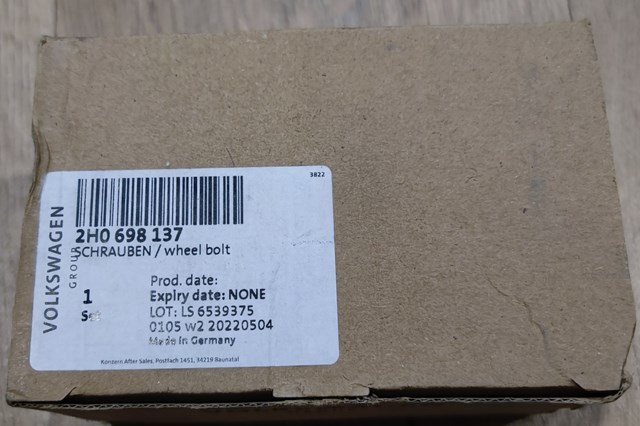 3822
VOLKSWAGEN
GROUP
2H0 698 137
SCHRAUBEN / wheel bolt
1
Set
Prod. date:
Expiry date: NONE
LOT: LS 6539375
0105 W2 20220504
Made in Germany
Konzern After Sales, Postfach 1451, 34219 Baunatal